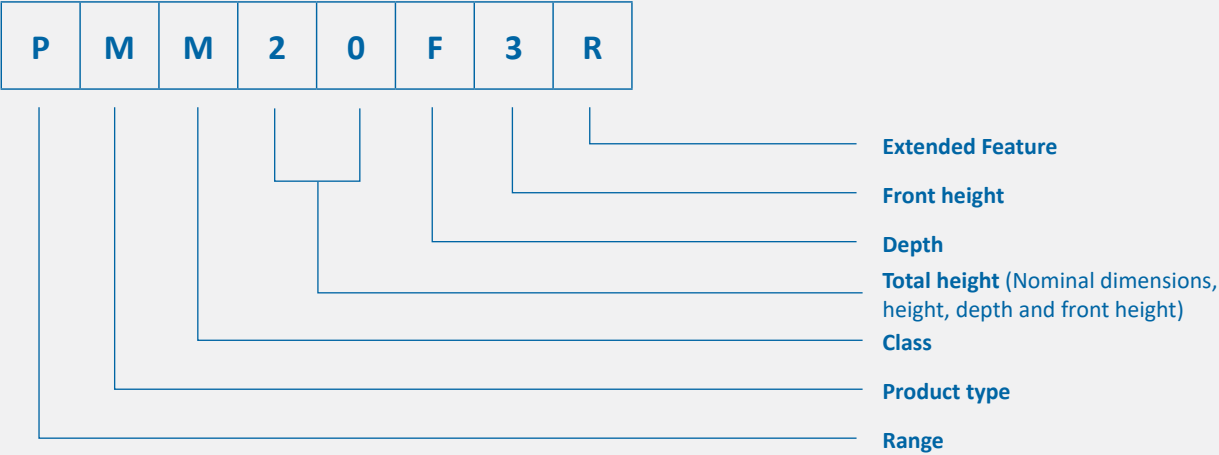 P M M 2 0 F 3 R
Extended Feature
Front height
Depth
Total height (Nominal dimensions,
height, depth and front height)
Class
Product type
Range